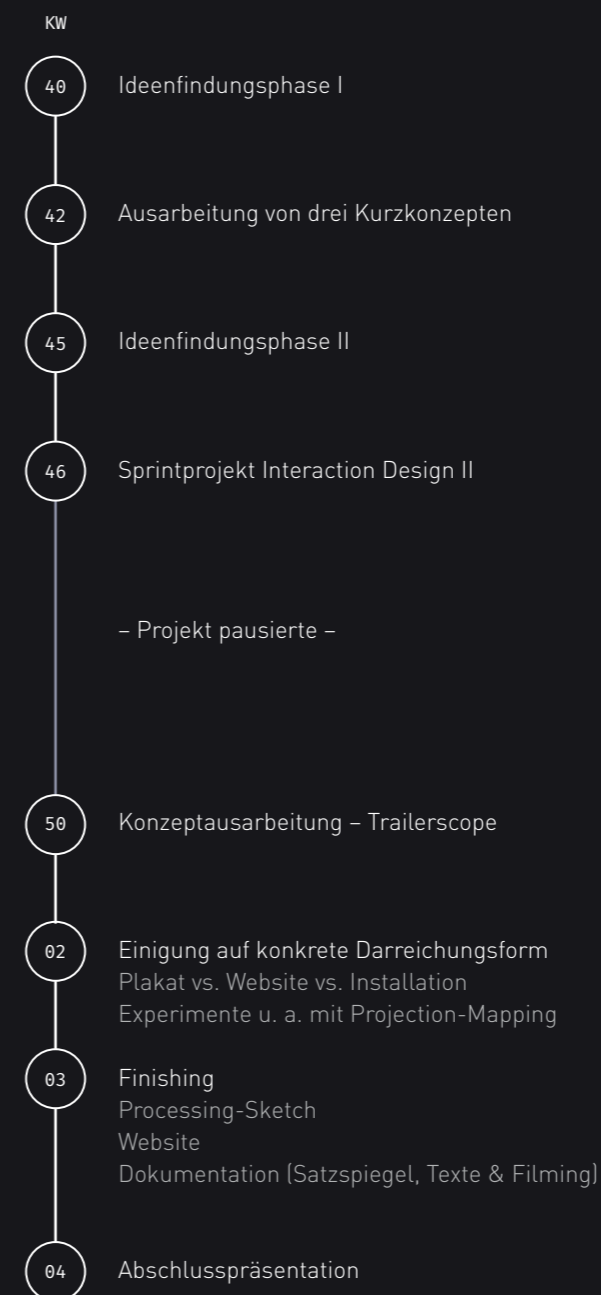 KW
40 Ideenfindungsphase I
42 Ausarbeitung von drei Kurzkonzepten
45 Ideenfindungsphase II
46 Sprintprojekt Interaction Design II
– Projekt pausierte –
50 Konzeptausarbeitung – Trailerscope
02 Einigung auf konkrete Darreichungsform
Plakat vs. Website vs. Installation
Experimente u. a. mit Projection-Mapping
03 Finishing
Processing-Sketch
Website
Dokumentation (Satzspiegel, Texte & Filming)
04 Abschlusspräsentation